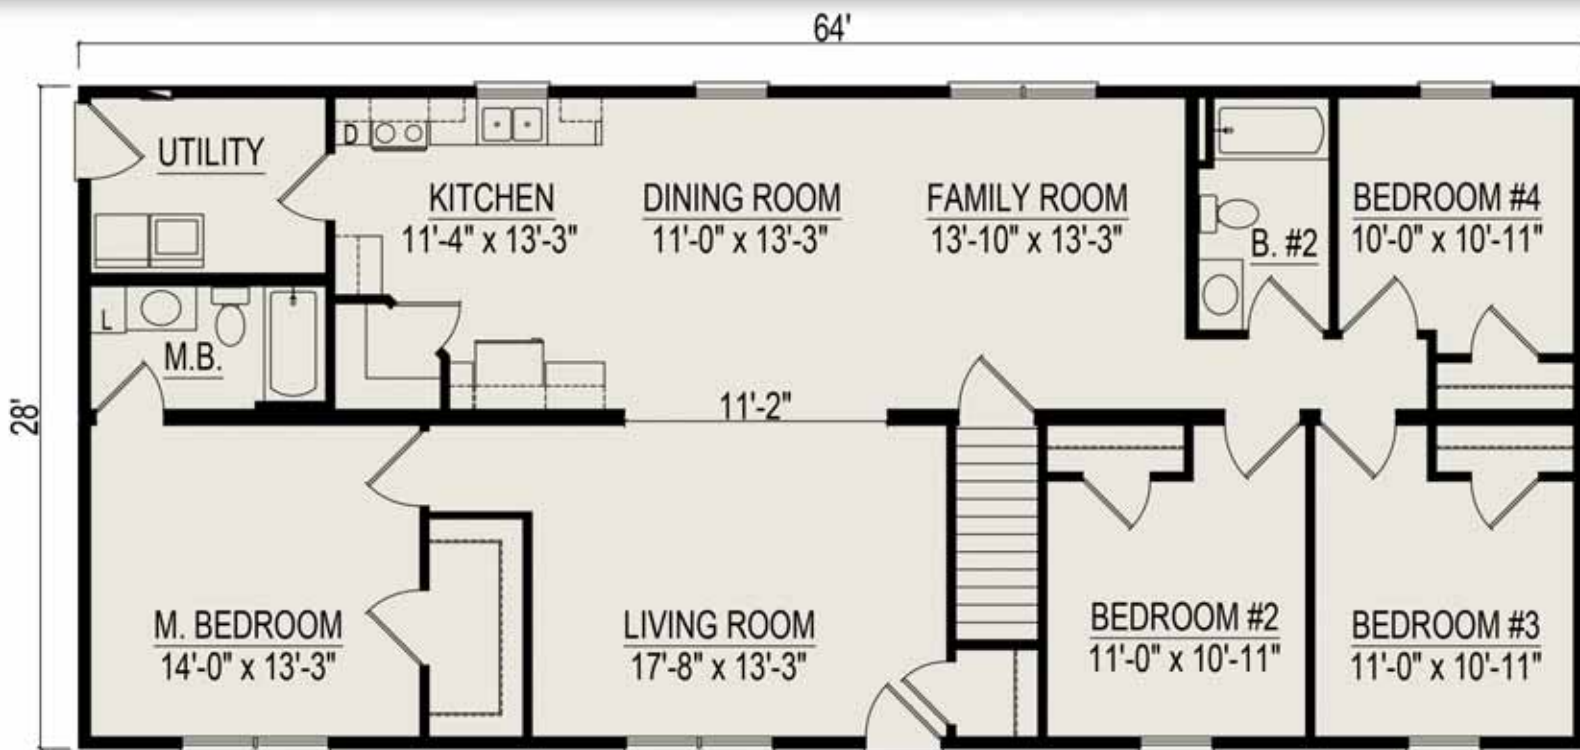 64'
28'
UTILITY
D
KITCHEN
11'-4" x 13'-3"
DINING ROOM
11'-0" x 13'-3"
FAMILY ROOM
13'-10" x 13'-3"
B. #2
BEDROOM #4
10'-0" x 10'-11"
L
M.B.
11'-2"
M. BEDROOM
14'-0" x 13'-3"
LIVING ROOM
17'-8" x 13'-3"
BEDROOM #2
11'-0" x 10'-11"
BEDROOM #3
11'-0" x 10'-11"